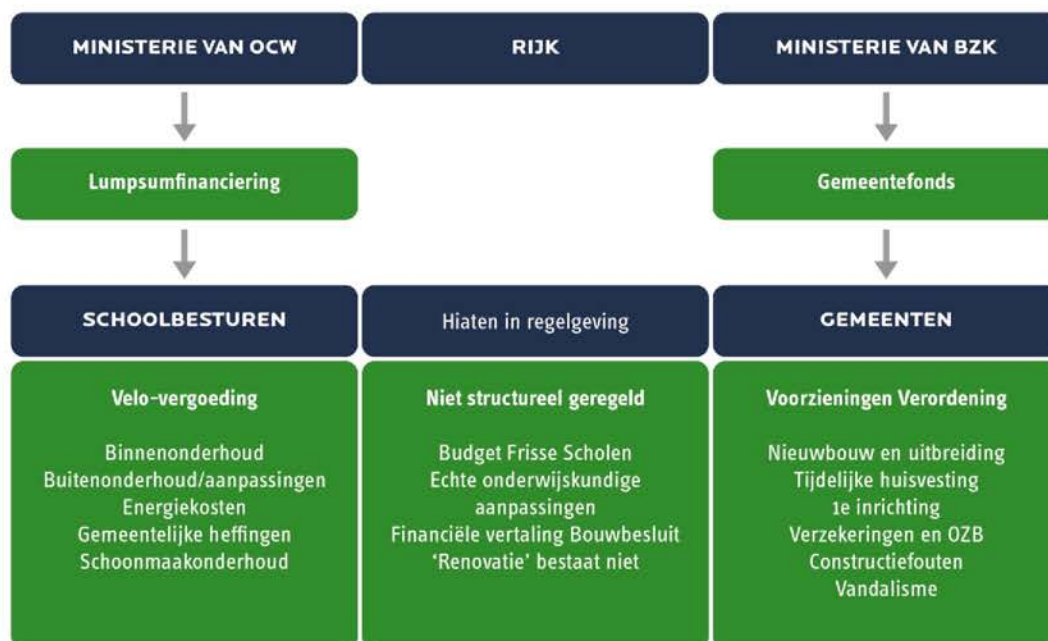 MINISTERIE VAN OCW
RIJK
MINISTERIE VAN BZK
Lumpsumfinanciering
Gemeentefonds
SCHOOLBESTUREN
Hiaten in regelgeving
GEMEENTEN
Velo-vergoeding
Binnenonderhoud
Buitenonderhoud/aanpassingen
Energiekosten
Gemeentelijke heffingen
Schoonmaakonderhoud
Niet structureel geregeld
Budget Frisse Scholen
Echte onderwijskundige
aanpassingen
Financiële vertaling Bouwbesluit
‘Renovatie’ bestaat niet
Voorzieningen Verordening
Nieuwbouw en uitbreiding
Tijdelijke huisvesting
1e inrichting
Verzekeringen en OZB
Constructiefouten
Vandalisme